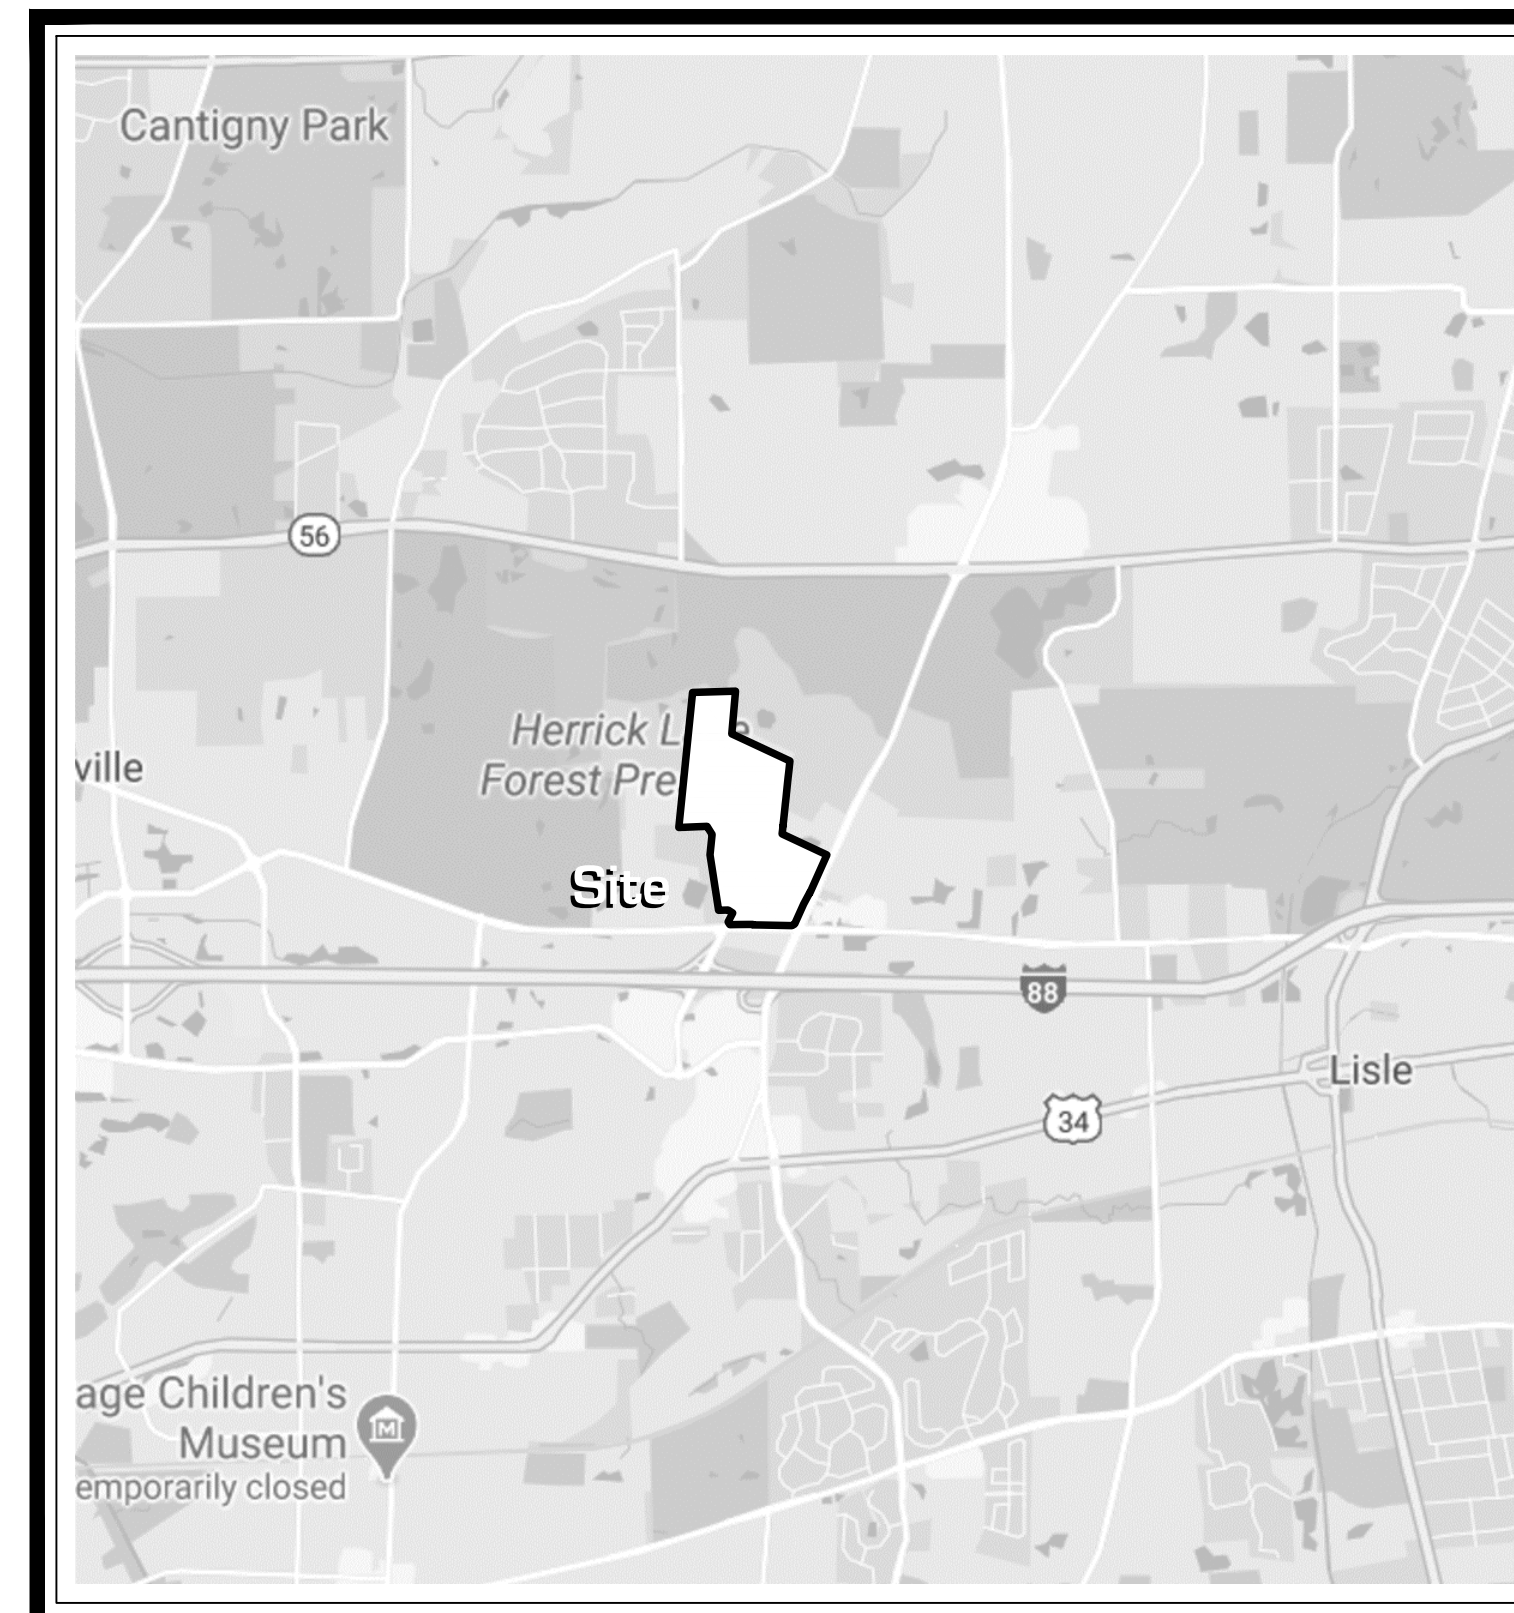 Cantigny Park
56
Herrick L e
Forest Pre
ville
Site
88
Lisle
34
age Children's
Museum
emporarily closed